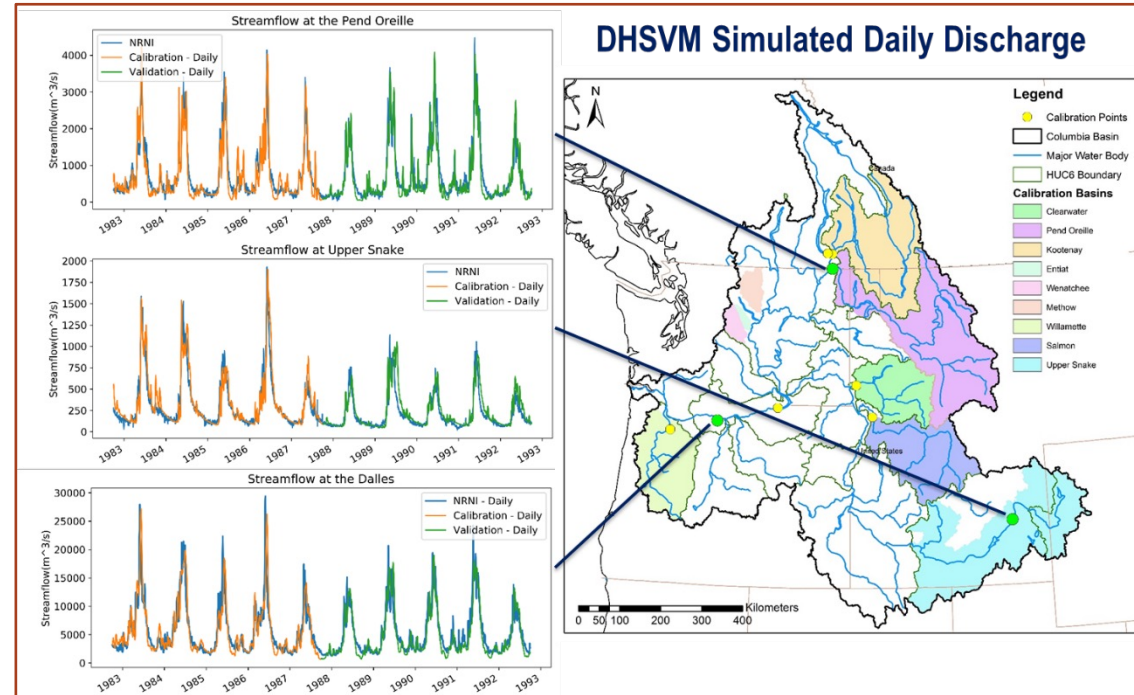 DHSVM Simulated Daily Discharge
Streamflow at the Pend Oreille
NRNI
Calibration - Daily
Validation - Daily
Streamflow(m^3/s)
4000
3000
2000
1000
0
1983 1984 1985 1986 1987 1988 1989 1990 1991 1992 1993
Streamflow at Upper Snake
NRNI
Calibration - Daily
Validation - Daily
Streamflow(m^3/s)
2000
1750
1500
1250
1000
750
500
250
0
1983 1984 1985 1986 1987 1988 1989 1990 1991 1992 1993
Streamflow at the Dalles
NRNI - Daily
Calibration - Daily
Validation - Daily
Streamflow(m^3/s)
30000
25000
20000
15000
10000
5000
0
1983 1984 1985 1986 1987 1988 1989 1990 1991 1992 1993
N
Canada
United States
Legend
Calibration Points
Columbia Basin
Major Water Body
HUC6 Boundary
Calibration Basins
Clearwater
Pend Oreille
Kootenay
Entiat
Wenatchee
Methow
Willamette
Salmon
Upper Snake
Kilometers
0 50 100 200 300 400